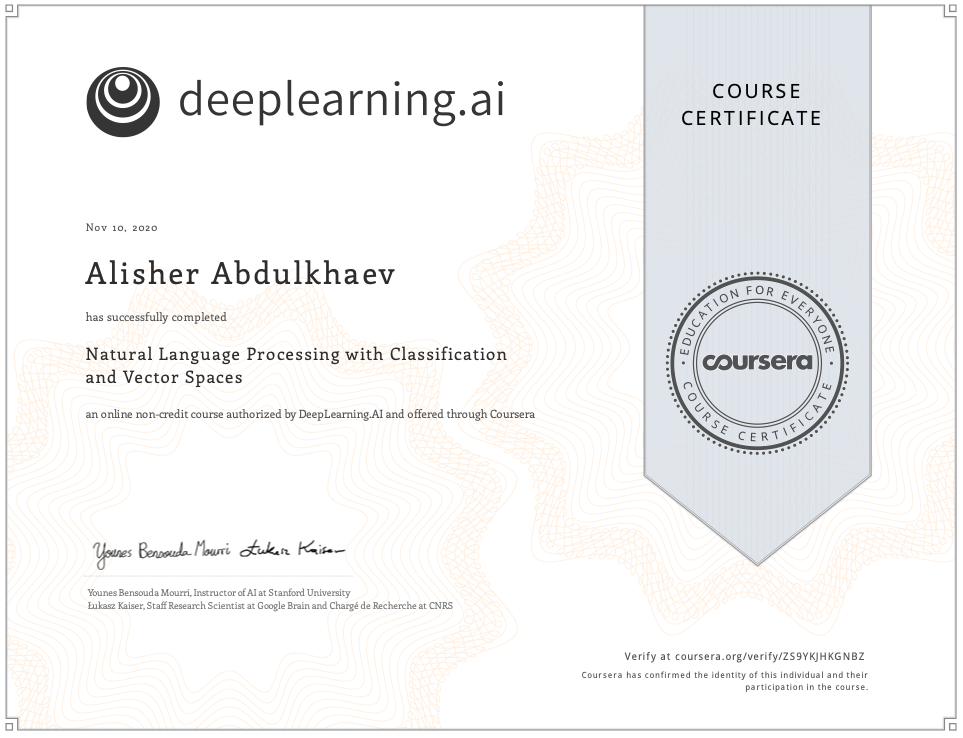 deeplearning.ai
COURSE
CERTIFICATE
Nov 10, 2020
Alisher Abdulkhaev
has successfully completed
Natural Language Processing with Classification
and Vector Spaces
an online non-credit course authorized by DeepLearning.AI and offered through Coursera
EDUCATION FOR EVERYONE
coursera
COURSE CERTIFICATE
Younes Bensouda Mourri Łukasz Kaiser
Younes Bensouda Mourri, Instructor of AI at Stanford University
Łukasz Kaiser, Staff Research Scientist at Google Brain and Chargé de Recherche at CNRS
Verify at coursera.org/verify/ZS9YKJHKGNBZ
Coursera has confirmed the identity of this individual and their
participation in the course.